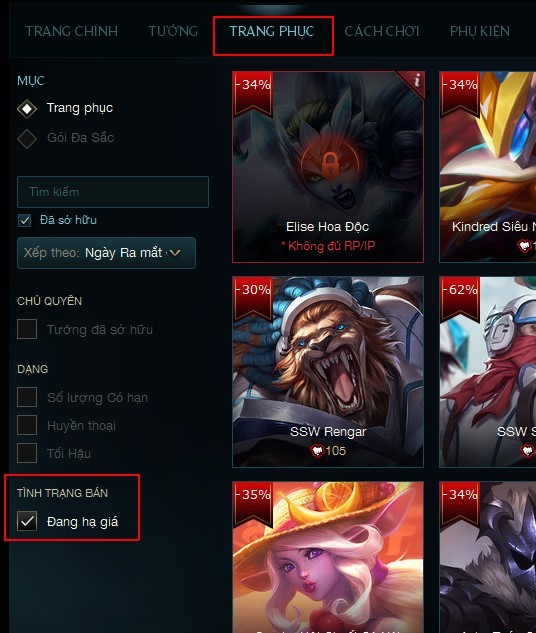 TRANG CHÍNH TƯỚNG TRANG PHỤC CÁCH CHƠI PHỤ KIỆN
MỤC
Trang phục
Gói Đa Sắc
Tìm kiếm
Đã sở hữu
Xếp theo: Ngày Ra mắt
CHỦ QUYỀN
Tướng đã sở hữu
DẠNG
Số lượng Có hạn
Huyền thoại
Tối Hậu
TÌNH TRẠNG BÁN
Đang hạ giá
-34%
Elise Hoa Độc
* Không đủ RP/IP
-34%
Kindred Siêu
-30%
SSW Rengar
105
-62%
SSW
-35%
-34%